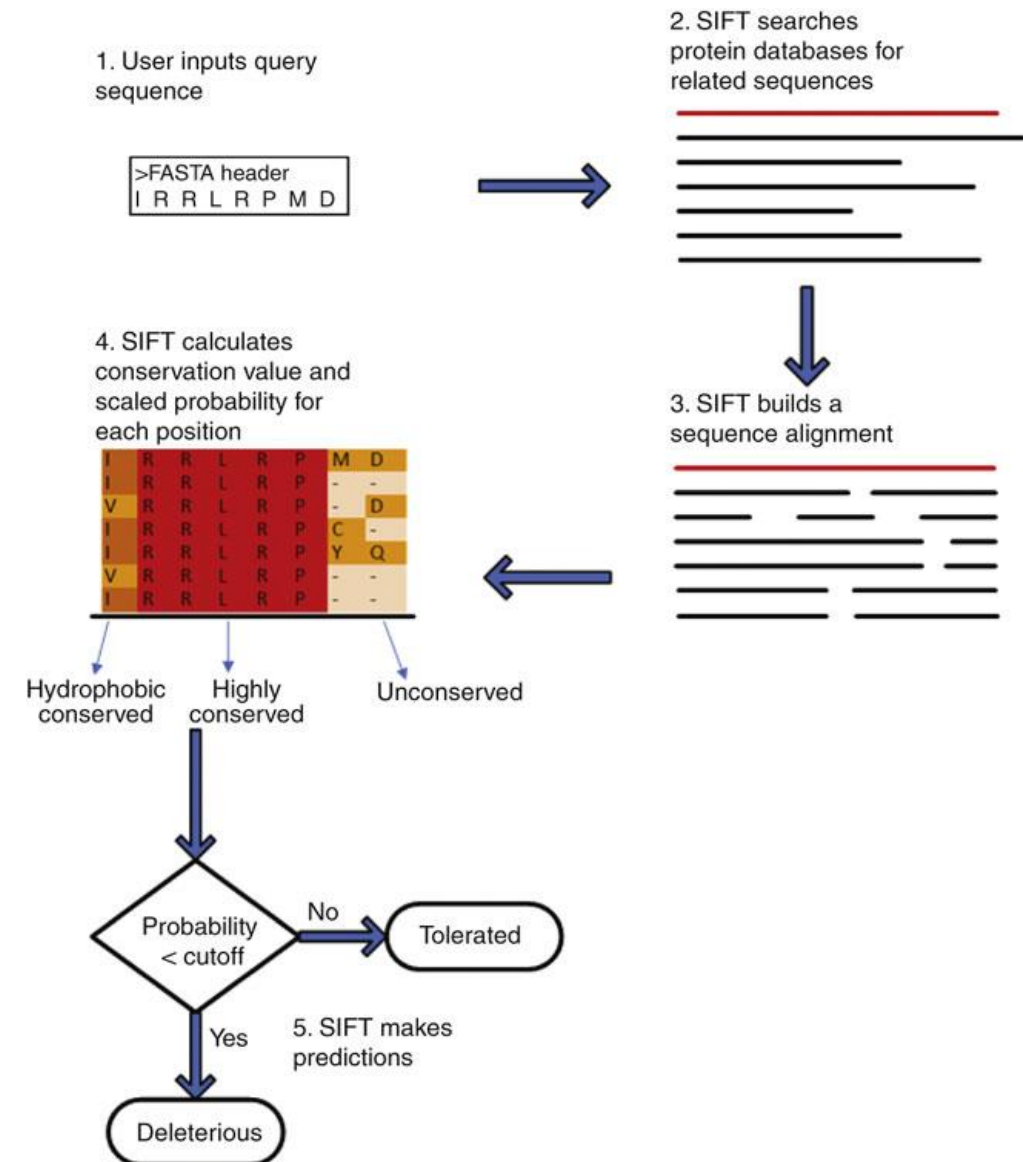 1. User inputs query
sequence
>FASTA header
I R R L R P M D
2. SIFT searches
protein databases for
related sequences
3. SIFT builds a
sequence alignment
4. SIFT calculates
conservation value and
scaled probability for
each position
I R R L R P M D
I R R L R P - -
V R R L R P - D
I R R L R P C -
I R R L R P Y Q
V R R L R P - -
I R R L R P - -
Hydrophobic
conserved
Highly
conserved
Unconserved
Probability
< cutoff
No
Tolerated
Yes
5. SIFT makes
predictions
Deleterious